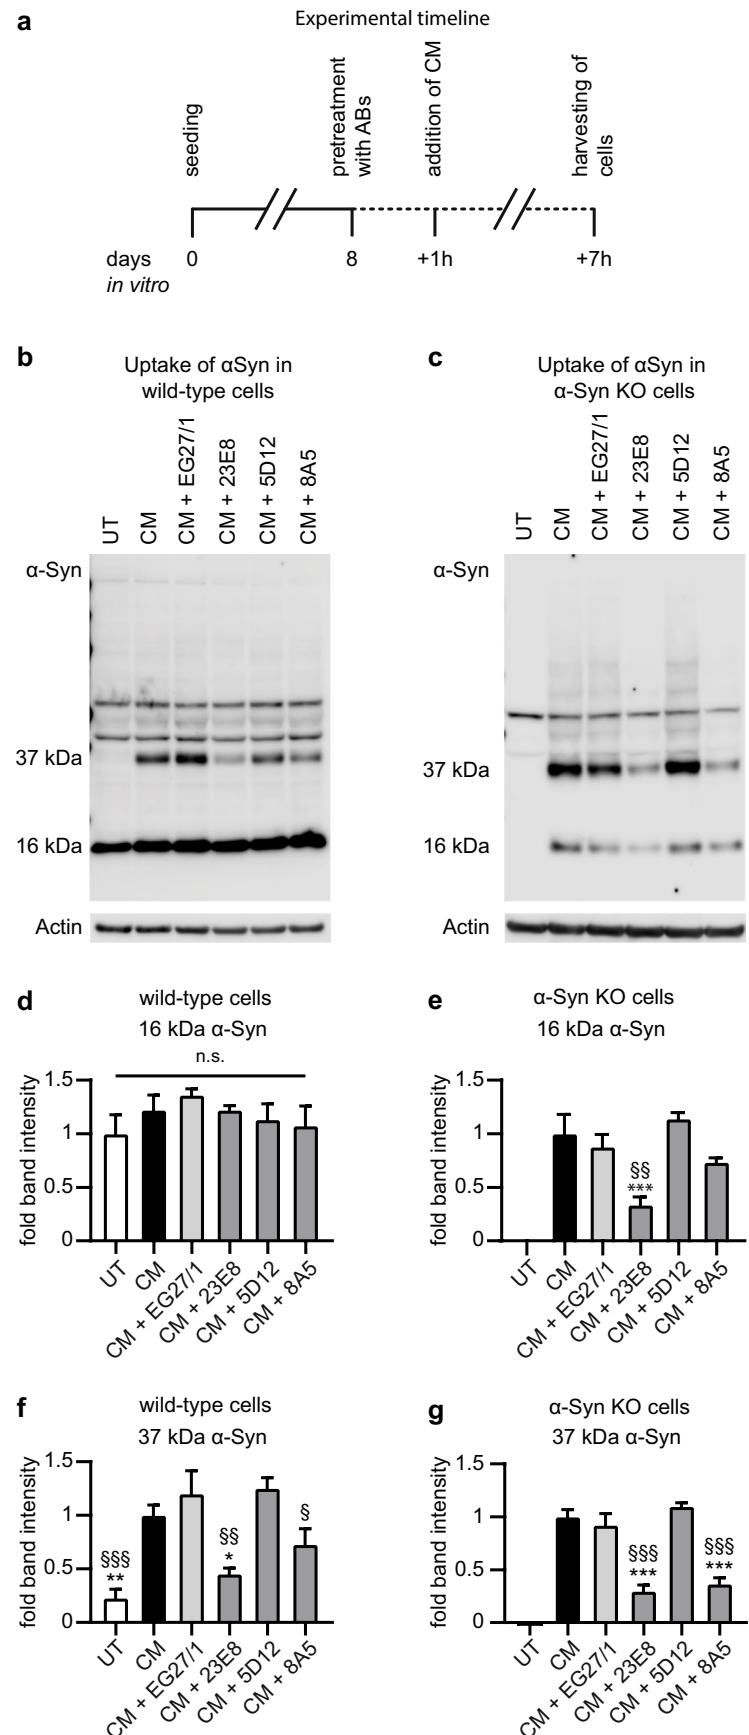 a
Experimental timeline
seeding
pretreatment
with ABs
addition of CM
harvesting of
cells
days
in vitro
0
8
+1h
+7h
b
Uptake of αSyn in
wild-type cells
UT
CM
CM + EG27/1
CM + 23E8
CM + 5D12
CM + 8A5
α-Syn
37 kDa
16 kDa
Actin
c
Uptake of αSyn in
α-Syn KO cells
UT
CM
CM + EG27/1
CM + 23E8
CM + 5D12
CM + 8A5
α-Syn
37 kDa
16 kDa
Actin
d
wild-type cells
16 kDa α-Syn
n.s.
fold band intensity
1.5
1
0.5
0
UT
CM
CM + EG27/1
CM + 23E8
CM + 5D12
CM + 8A5
e
α-Syn KO cells
16 kDa α-Syn
fold band intensity
1.5
1
0.5
0
§§
***
UT
CM
CM + EG27/1
CM + 23E8
CM + 5D12
CM + 8A5
f
wild-type cells
37 kDa α-Syn
fold band intensity
1.5
1
0.5
0
§§§
**
§§
*
§
UT
CM
CM + EG27/1
CM + 23E8
CM + 5D12
CM + 8A5
g
α-Syn KO cells
37 kDa α-Syn
fold band intensity
1.5
1
0.5
0
§§§
***
§§§
***
UT
CM
CM + EG27/1
CM + 23E8
CM + 5D12
CM + 8A5